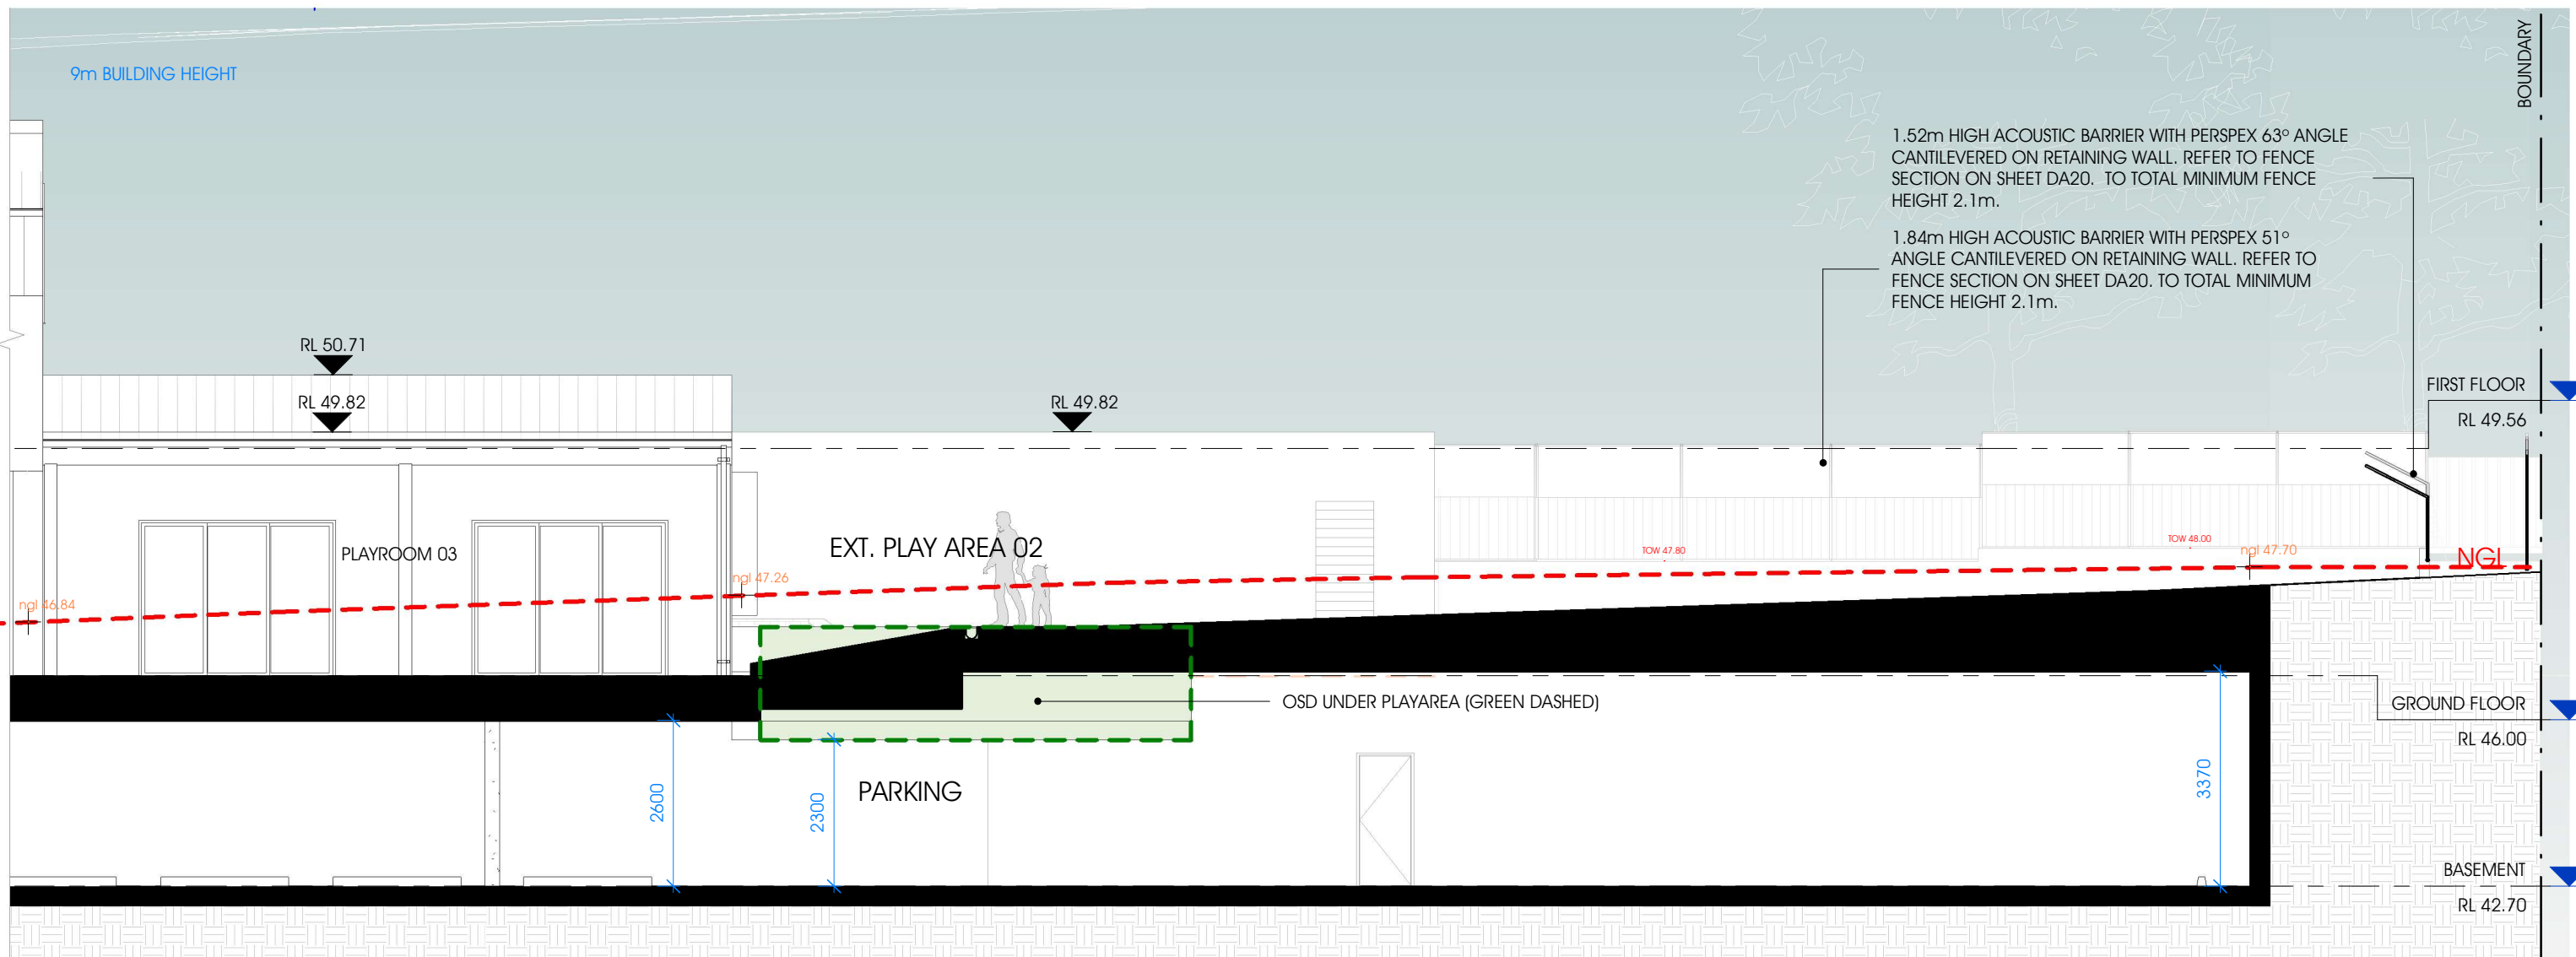 BOUNDARY
9m BUILDING HEIGHT
1.52m HIGH ACOUSTIC BARRIER WITH PERSPEX 63° ANGLE
CANTILEVERED ON RETAINING WALL. REFER TO FENCE
SECTION ON SHEET DA20. TO TOTAL MINIMUM FENCE
HEIGHT 2.1m.
1.84m HIGH ACOUSTIC BARRIER WITH PERSPEX 51°
ANGLE CANTILEVERED ON RETAINING WALL. REFER TO
FENCE SECTION ON SHEET DA20. TO TOTAL MINIMUM
FENCE HEIGHT 2.1m.
RL 50.71
RL 49.82
RL 49.82
FIRST FLOOR
RL 49.56
PLAYROOM 03
EXT. PLAY AREA 02
TOW 47.80
TOW 48.00
ngl 47.70
NGL
ngl 47.26
ngl 46.84
OSD UNDER PLAYAREA (GREEN DASHED)
GROUND FLOOR
RL 46.00
PARKING
2600
2300
3370
BASEMENT
RL 42.70